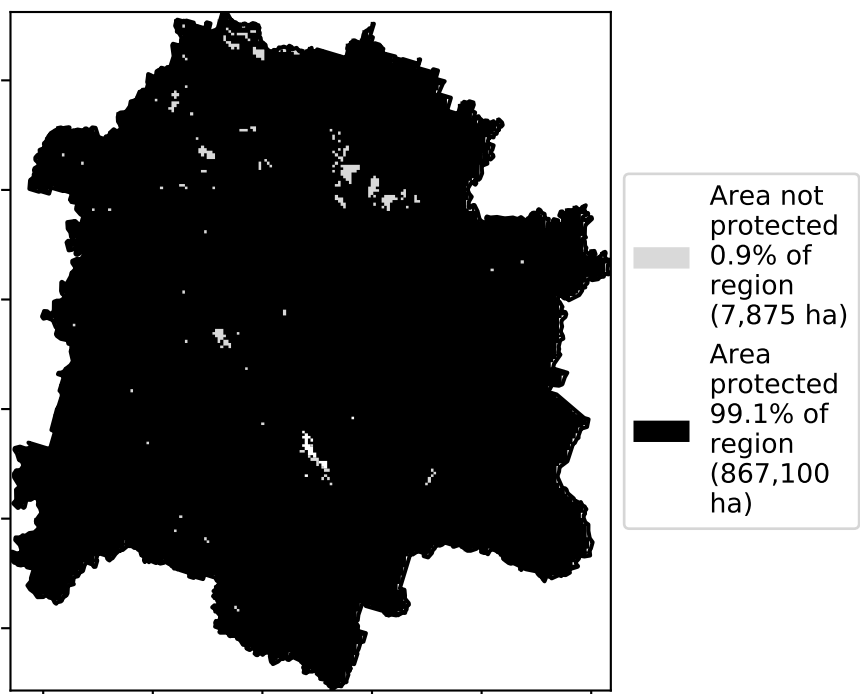 Area not
protected
0.9% of
region
(7,875 ha)
Area
protected
99.1% of
region
(867,100
ha)